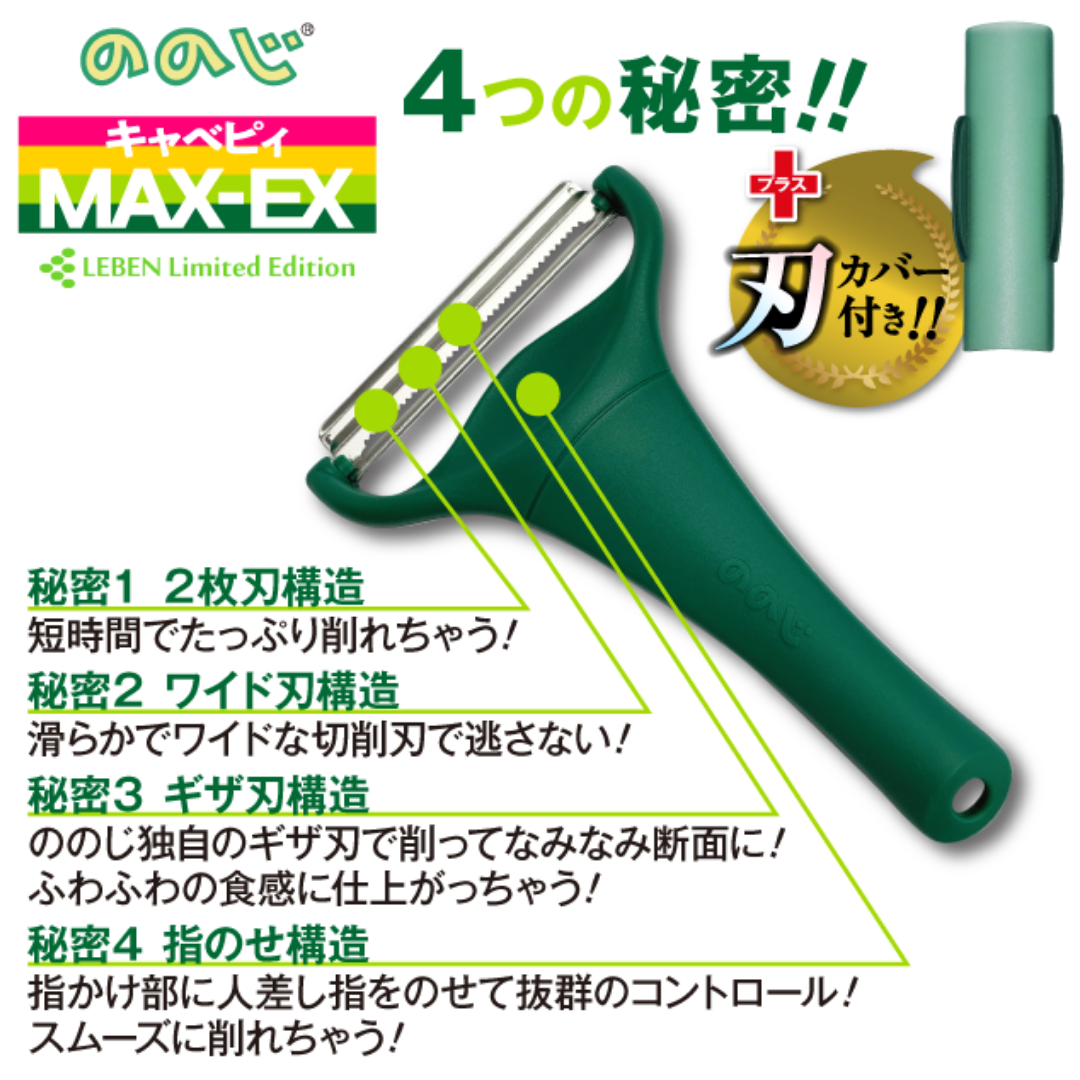 ののじ®
キャベピィ
MAX-EX
LEBEN Limited Edition
4つの秘密!!
プラス
刃カバー
付き!!
ののじ
秘密1 2枚刃構造
短時間でたっぷり削れちゃう!
秘密2 ワイド刃構造
滑らかでワイドな切削刃で逃さない!
秘密3 ギザ刃構造
ののじ独自のギザ刃で削ってなみなみ断面に!
ふわふわの食感に仕上がっちゃう!
秘密4 指のせ構造
指かけ部に人差し指をのせて抜群のコントロール!
スムーズに削れちゃう!